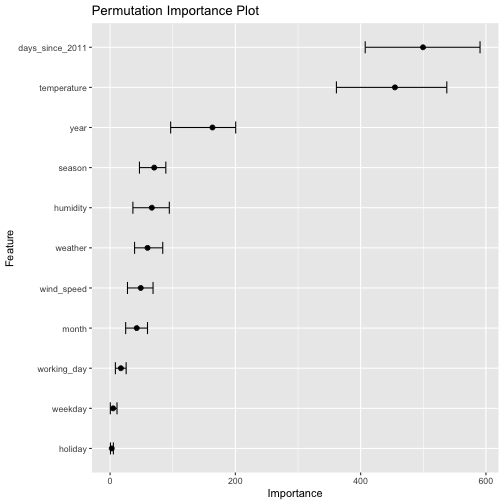 Permutation Importance Plot
days_since_2011
temperature
year
season
humidity
weather
wind_speed
month
working_day
weekday
holiday
Feature
0 200 400 600
Importance